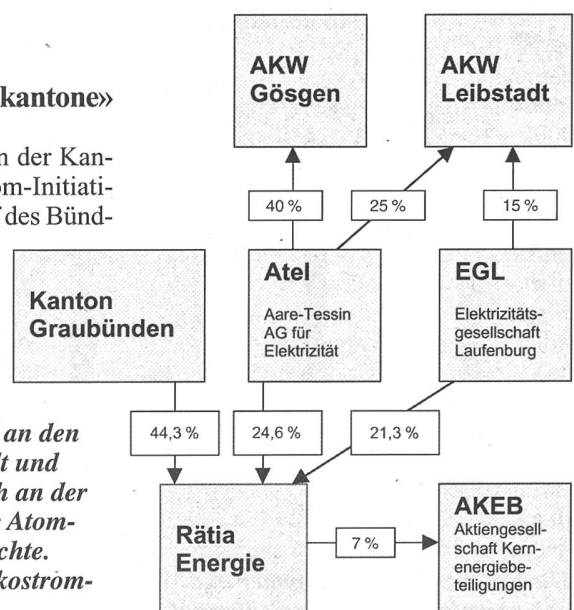 kantone»
n der Kan-
om-Initiati-
des Bünd-
an den
t und
h an der
Atom-
chte.
kostrom-
AKW
Gösgen
AKW
Leibstadt
40 %
25 %
15 %
Kanton
Graubünden
Atel
Aare-Tessin
AG für
Elektrizität
EGL
Elektrizitäts-
gesellschaft
Laufenburg
44,3 %
24,6 %
21,3 %
Rätia
Energie
7 %
AKEB
Aktiengesell-
schaft Kern-
energiebe-
teiligungen